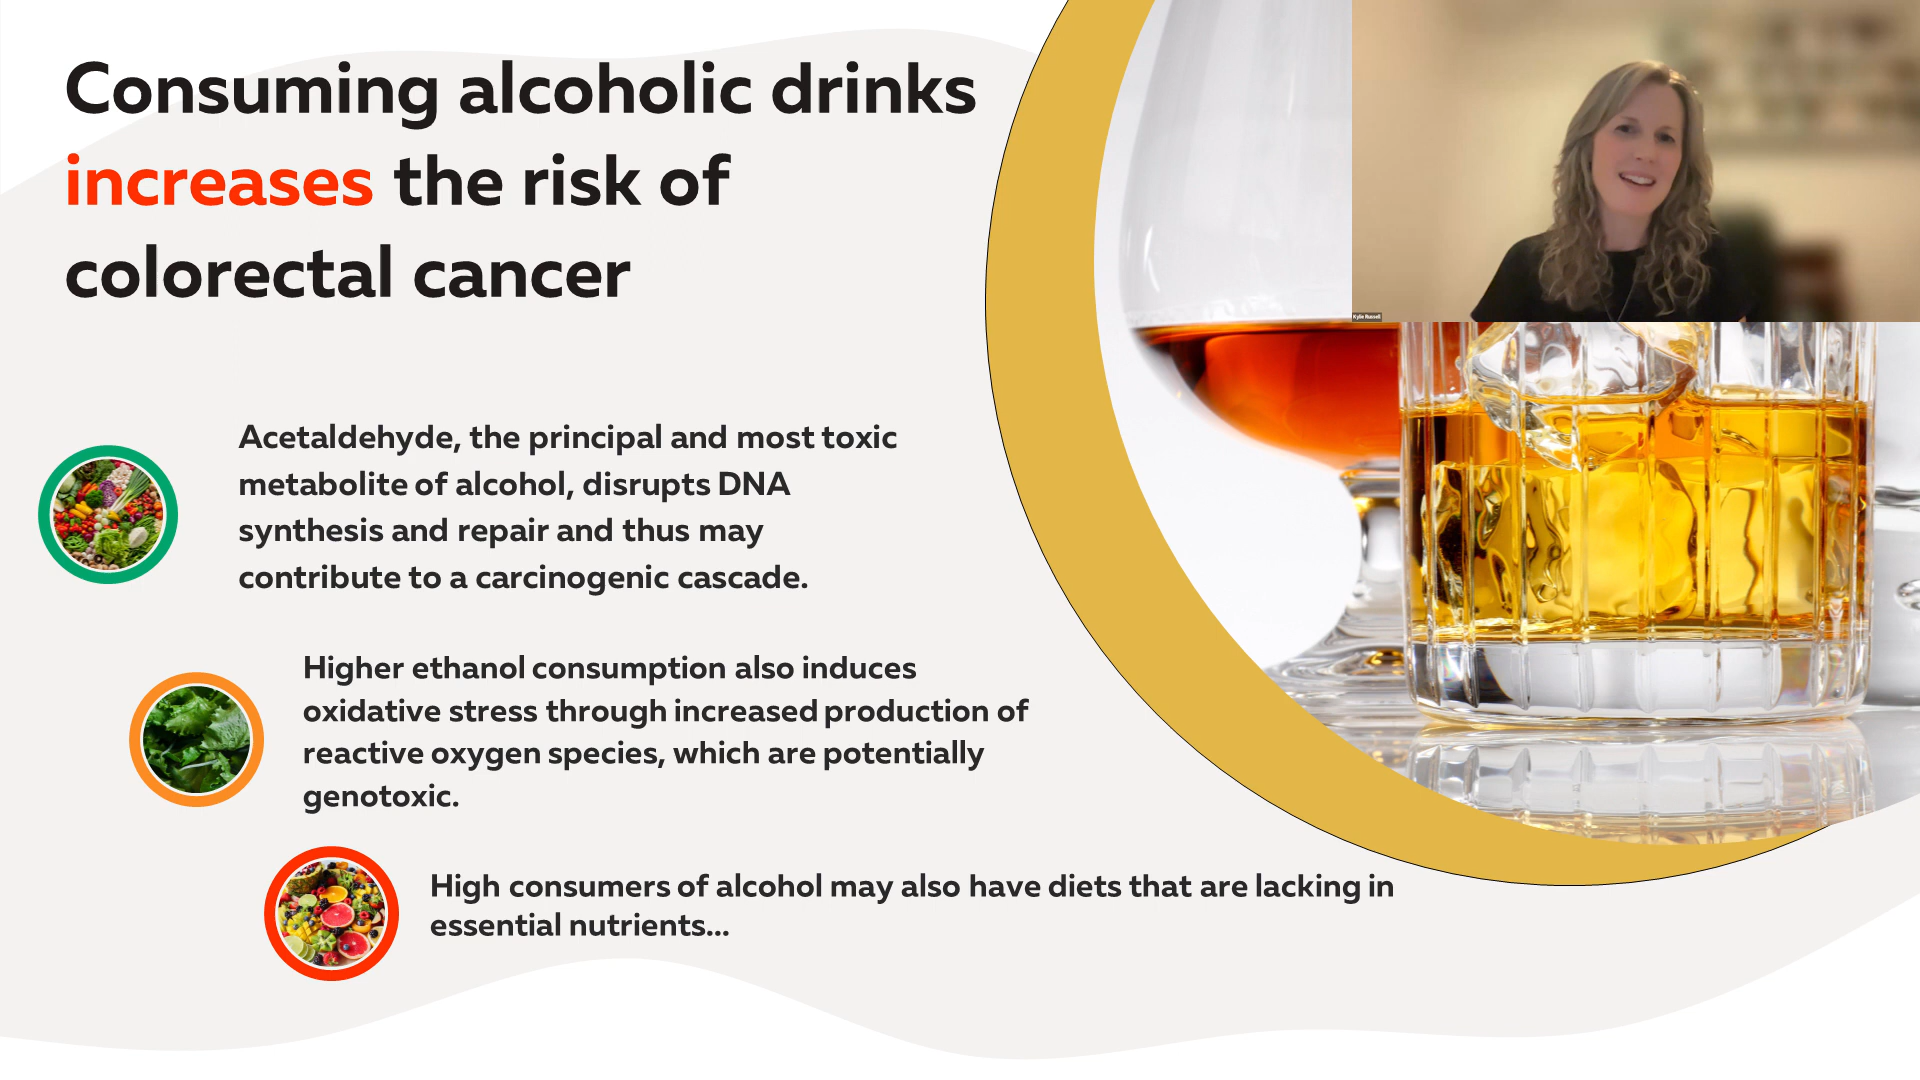 Consuming alcoholic drinks
increases the risk of
colorectal cancer
Kylie Russell
Acetaldehyde, the principal and most toxic
metabolite of alcohol, disrupts DNA
synthesis and repair and thus may
contribute to a carcinogenic cascade.
Higher ethanol consumption also induces
oxidative stress through increased production of
reactive oxygen species, which are potentially
genotoxic.
High consumers of alcohol may also have diets that are lacking in
essential nutrients...